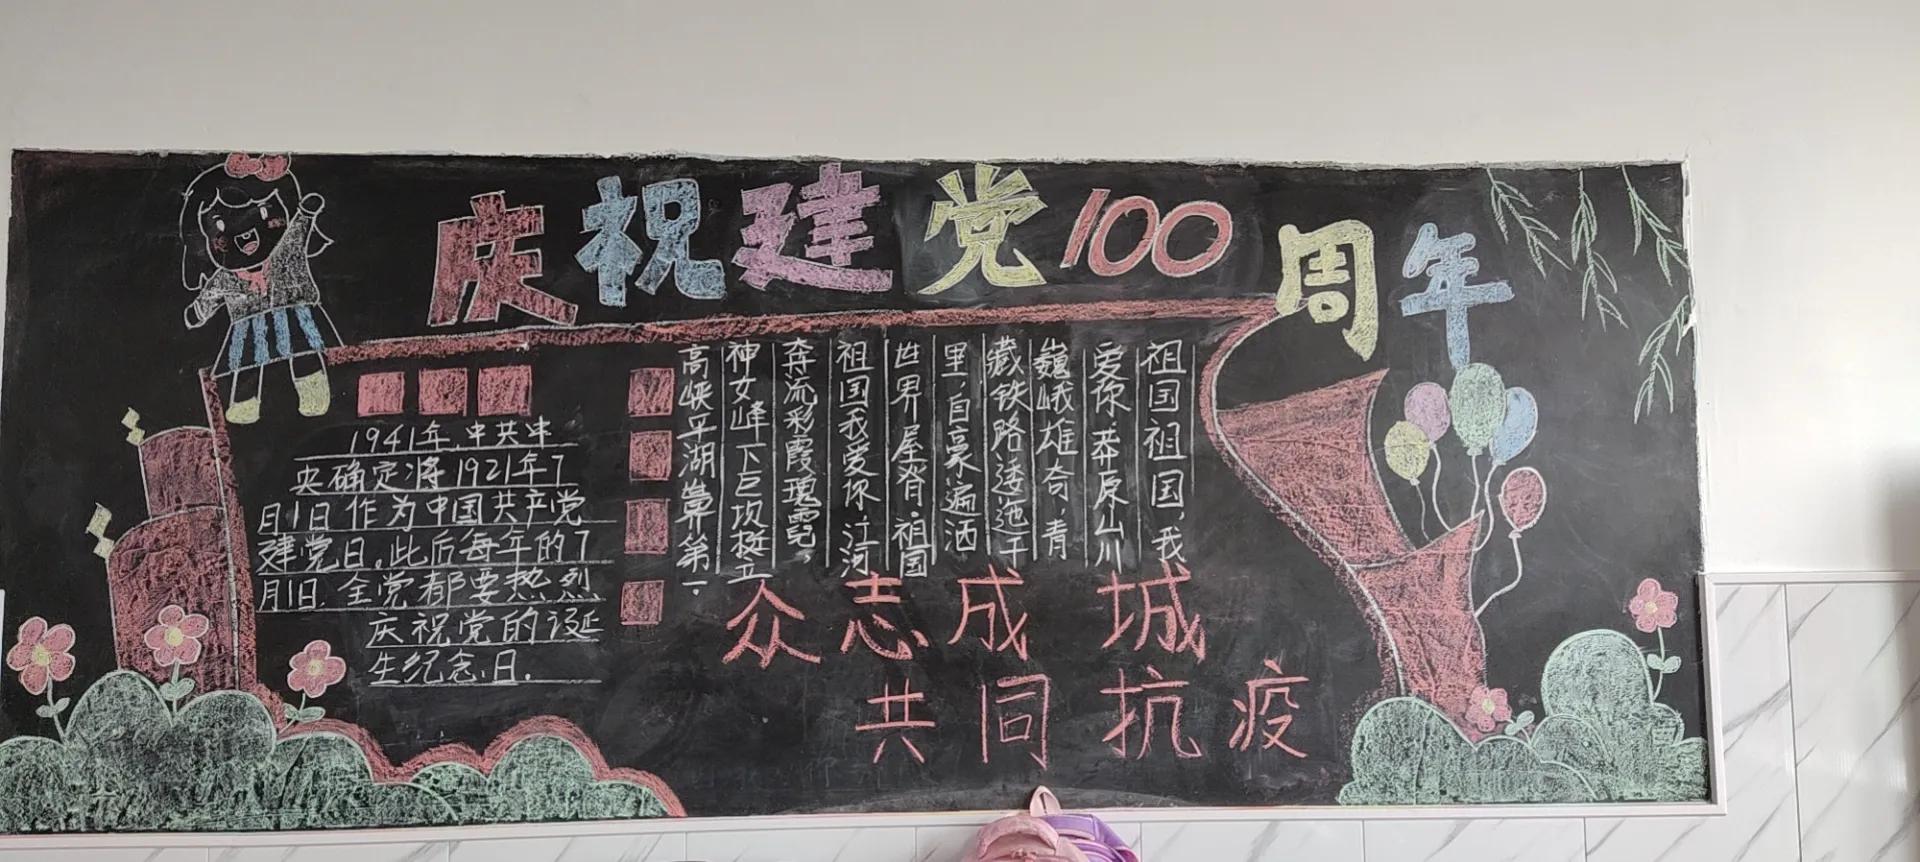 庆祝建党100周年
1941年,中共中
央确定将1921年7
月1日作为中国共产党
建党日。此后每年的7
月1日,全党都要热烈
庆祝党的诞
生纪念日.
祖国祖国,我
爱你,莽原山川
巍峨雄奇,青
藏铁路透迤千
里,自豪遍洒
世界屋脊.祖国
祖国我爱你,江河
奔流彩霞瑰霓,
神女峰下巨坎挺立
高峡平湖第一.
众志成城
共同抗疫